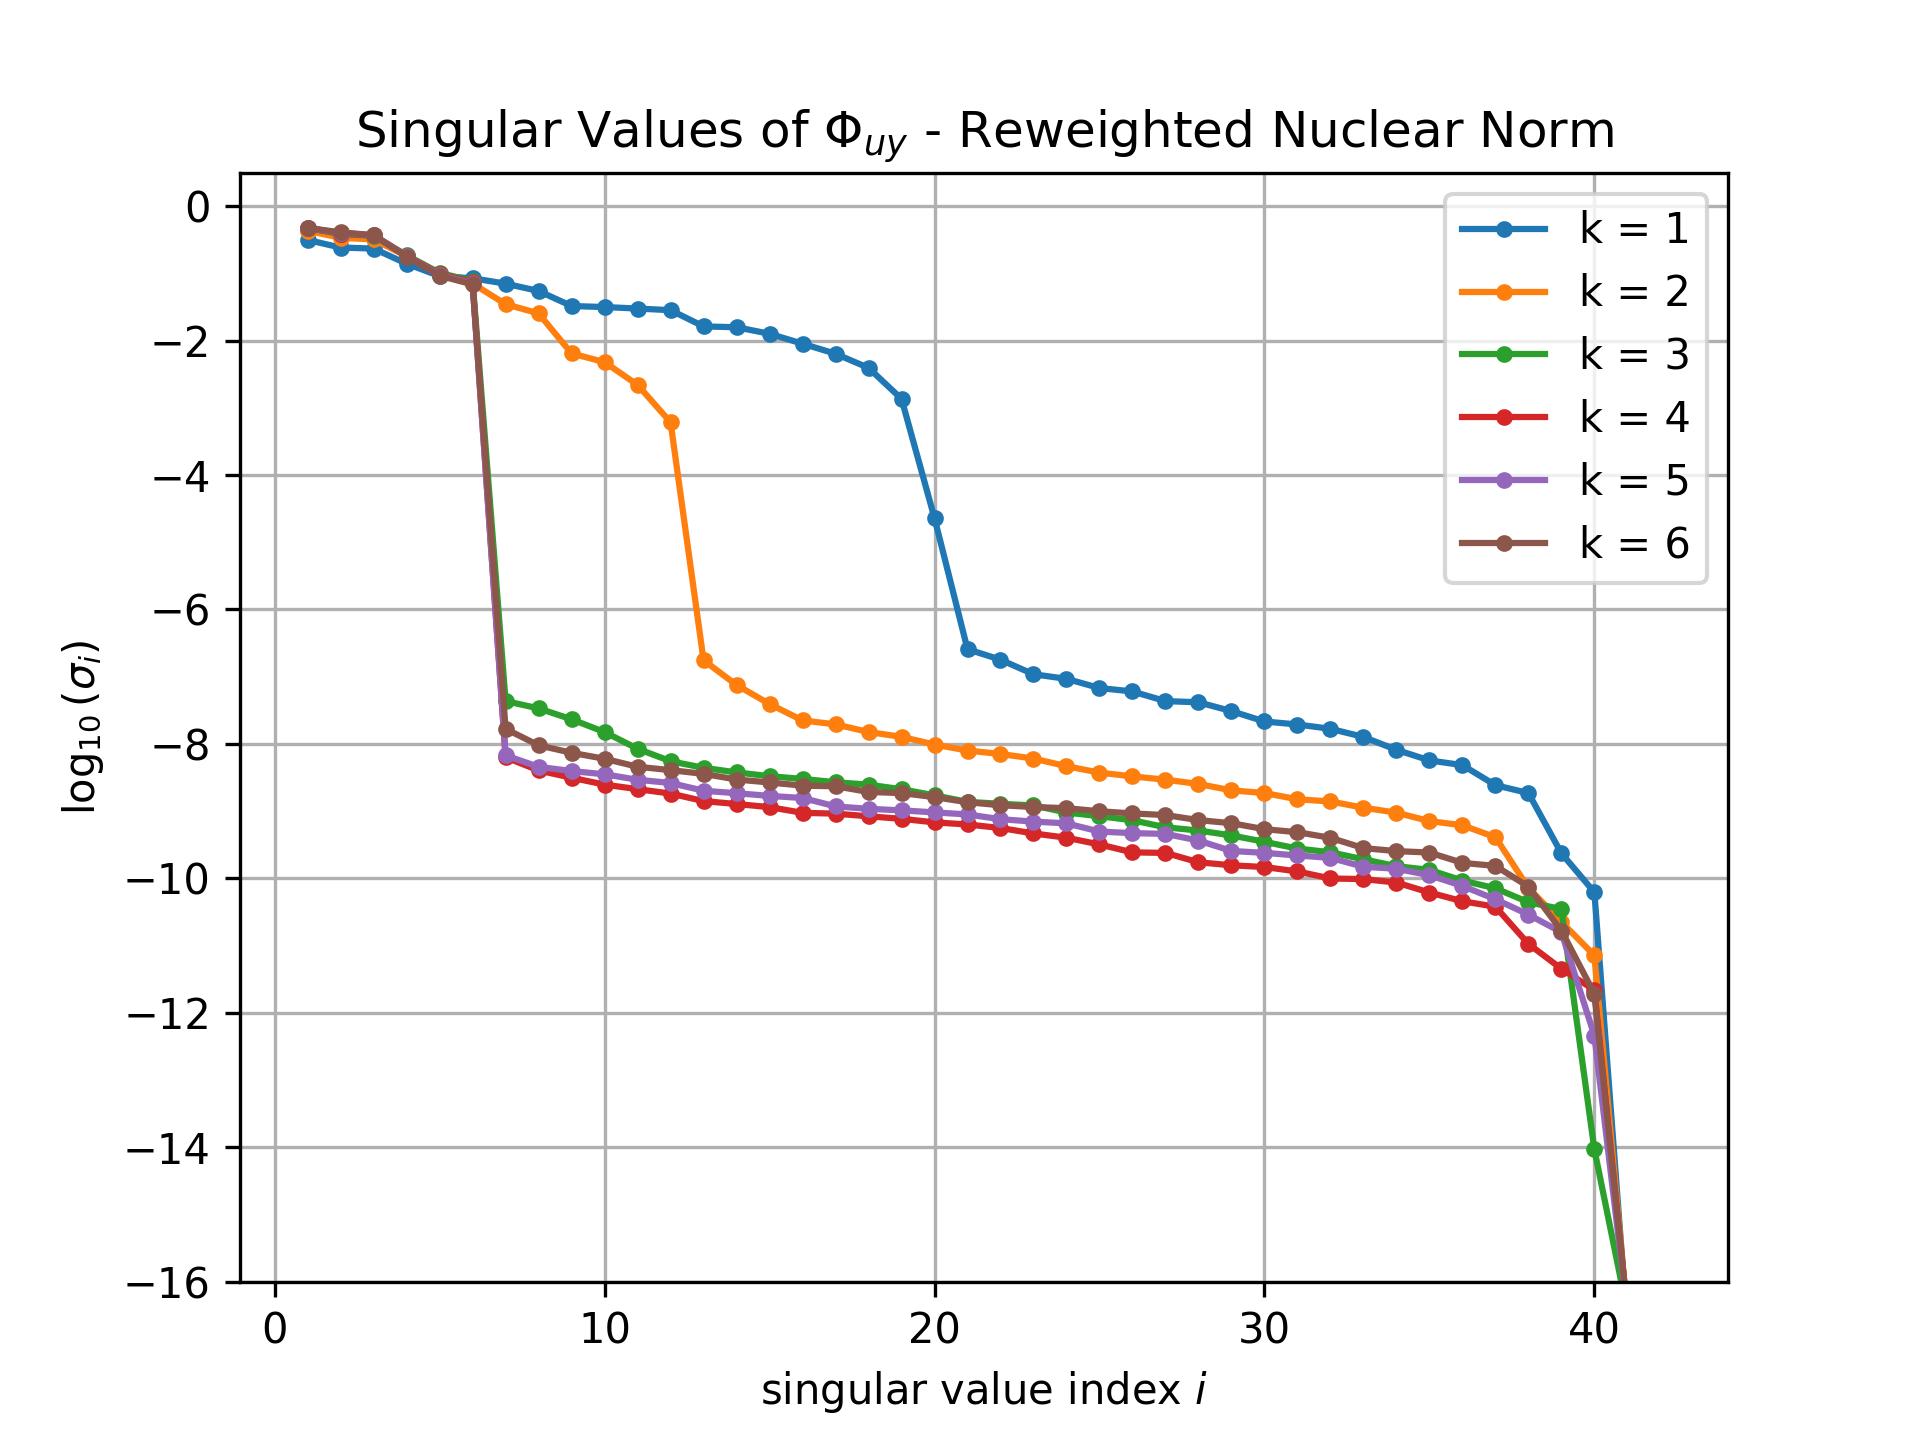 Singular Values of Φ_uy - Reweighted Nuclear Norm
k = 1
k = 2
k = 3
k = 4
k = 5
k = 6
0
−2
−4
−6
−8
−10
−12
−14
−16
log₁₀(σᵢ)
0 10 20 30 40
singular value index i